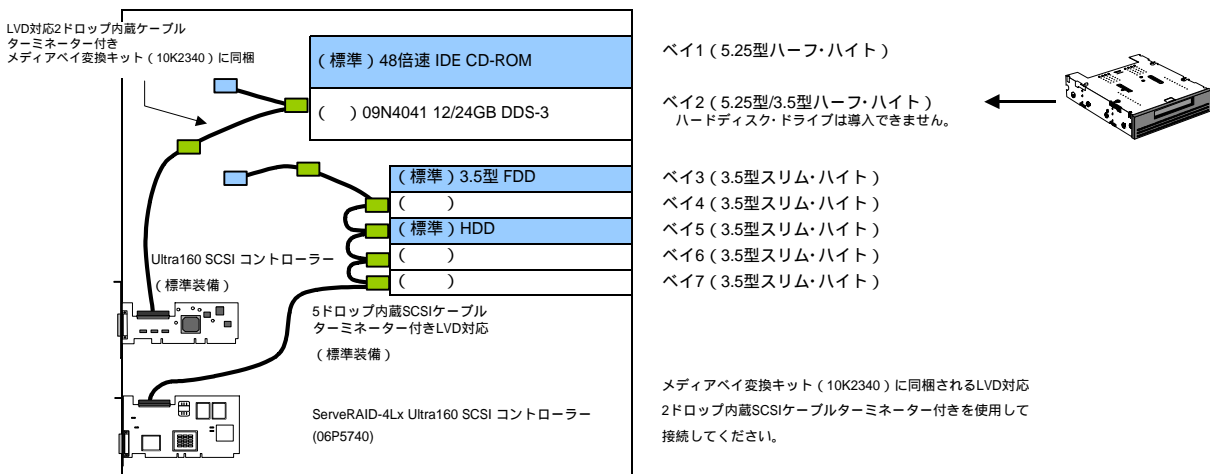 LVD対応2ドロップ内蔵ケーブル
ターミネーター付き
メディアベイ変換キット（10K2340）に同梱
（標準）48倍速 IDE CD-ROM
（　）09N4041 12/24GB DDS-3
（標準）3.5型 FDD
（　）
（標準）HDD
（　）
（　）
Ultra160 SCSI コントローラー
（標準装備）
5ドロップ内蔵SCSIケーブル
ターミネーター付きLVD対応
（標準装備）
ServeRAID-4Lx Ultra160 SCSI コントローラー
(06P5740)
ベイ1（5.25型ハーフ・ハイト）
ベイ2（5.25型/3.5型ハーフ・ハイト）
ハードディスク・ドライブは導入できません。
ベイ3（3.5型スリム・ハイト）
ベイ4（3.5型スリム・ハイト）
ベイ5（3.5型スリム・ハイト）
ベイ6（3.5型スリム・ハイト）
ベイ7（3.5型スリム・ハイト）
メディアベイ変換キット（10K2340）に同梱されるLVD対応
2ドロップ内蔵SCSIケーブルターミネーター付きを使用して
接続してください。